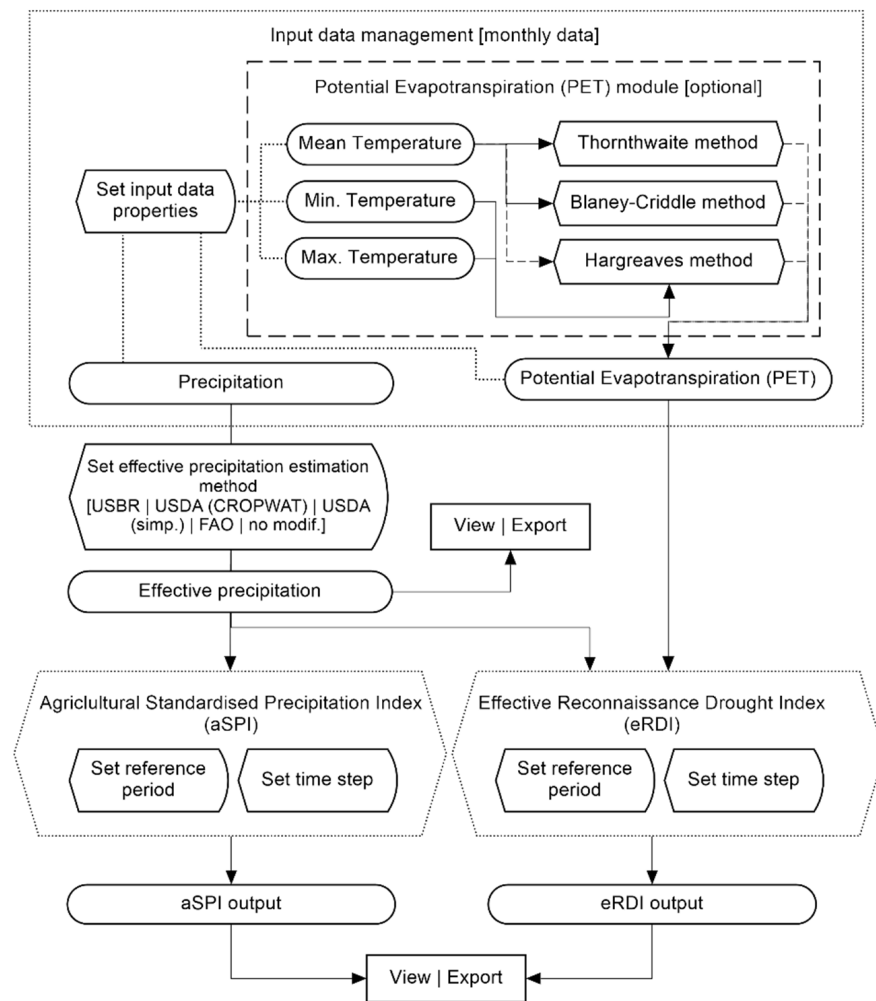 Input data management [monthly data]
Potential Evapotranspiration (PET) module [optional]
Mean Temperature
Thornthwaite method
Set input data
properties
Min. Temperature
Blaney-Criddle method
Max. Temperature
Hargreaves method
Precipitation
Potential Evapotranspiration (PET)
Set effective precipitation estimation
method
[USBR | USDA (CROPWAT) | USDA
(simp.) | FAO | no modif.]
View | Export
Effective precipitation
Agriclultural Standardised Precipitation Index
(aSPI)
Set reference
period
Set time step
Effective Reconnaissance Drought Index
(eRDI)
Set reference
period
Set time step
aSPI output
eRDI output
View | Export